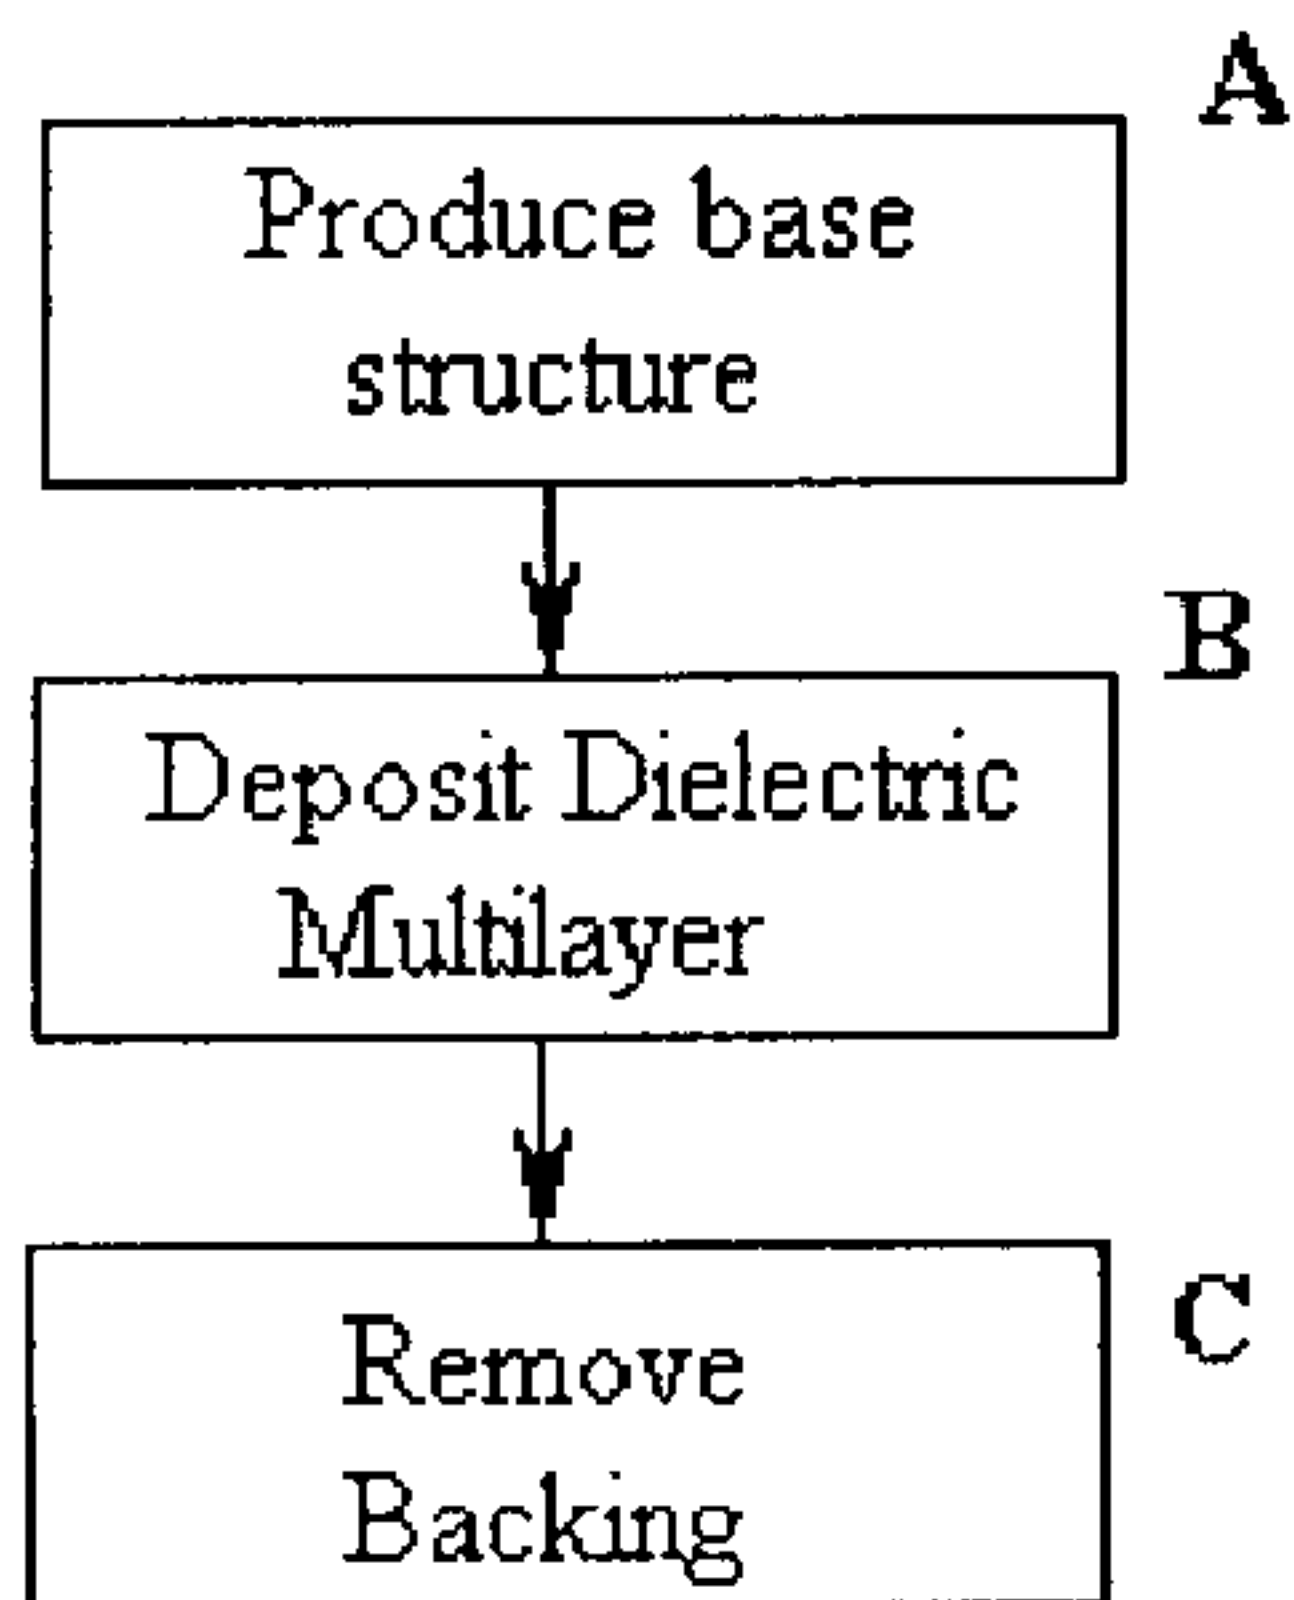 A
Produce base
structure
B
Deposit Dielectric
Multilayer
C
Remove
Backing